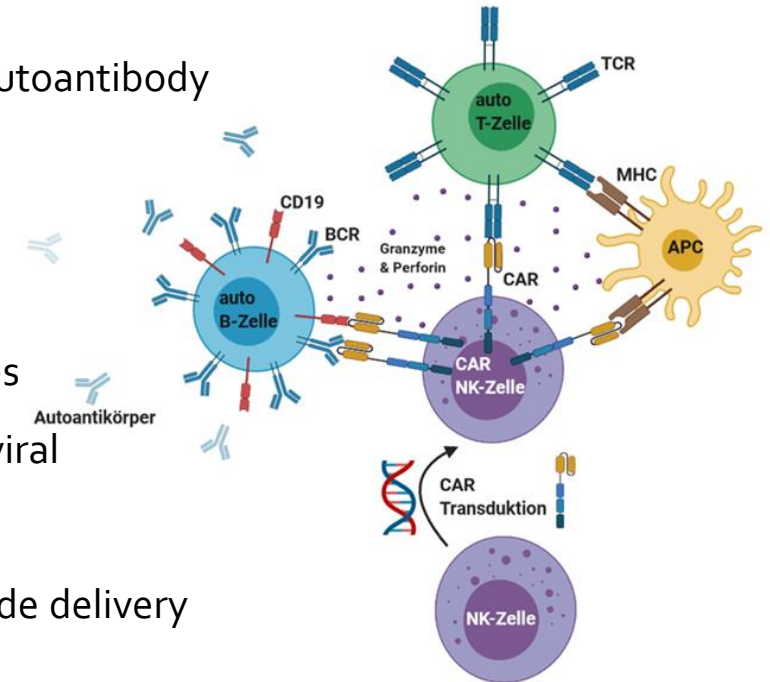 utoantibody
TCR
auto
T-Zelle
MHC
CD19
BCR
Granzyme
& Perforin
APC
CAR
auto
B-Zelle
CAR
NK-Zelle
s
Autoantikörper
viral
CAR
Transduktion
de delivery
NK-Zelle